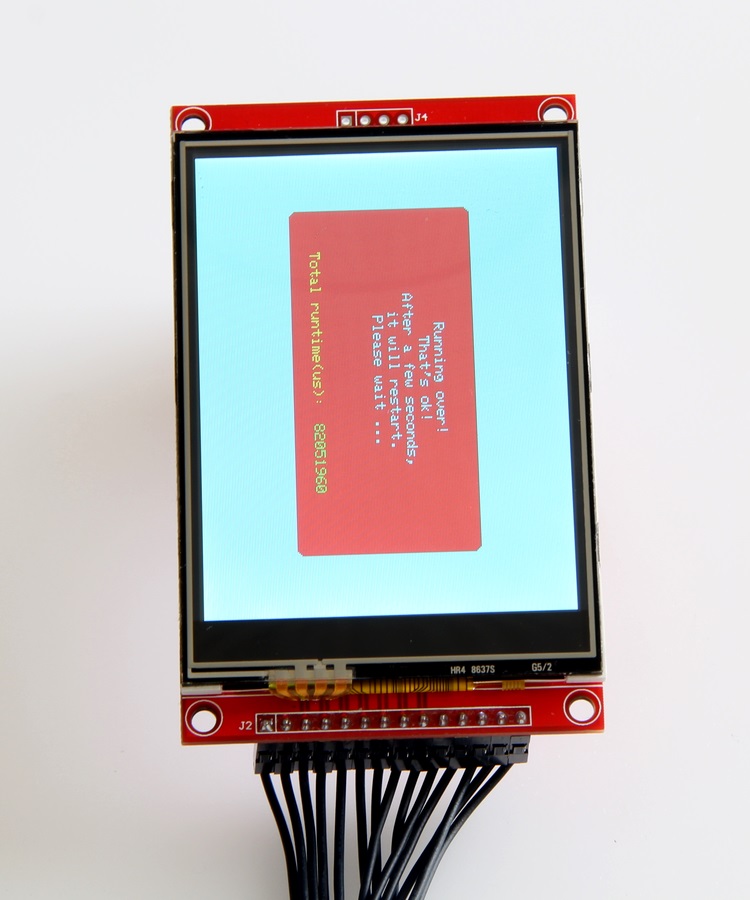 J4
Running over!
That's ok!
After a few seconds,
it will restart.
Please wait ...
Total runtime(us): 82051960
HR4 8637S G5/2
J2